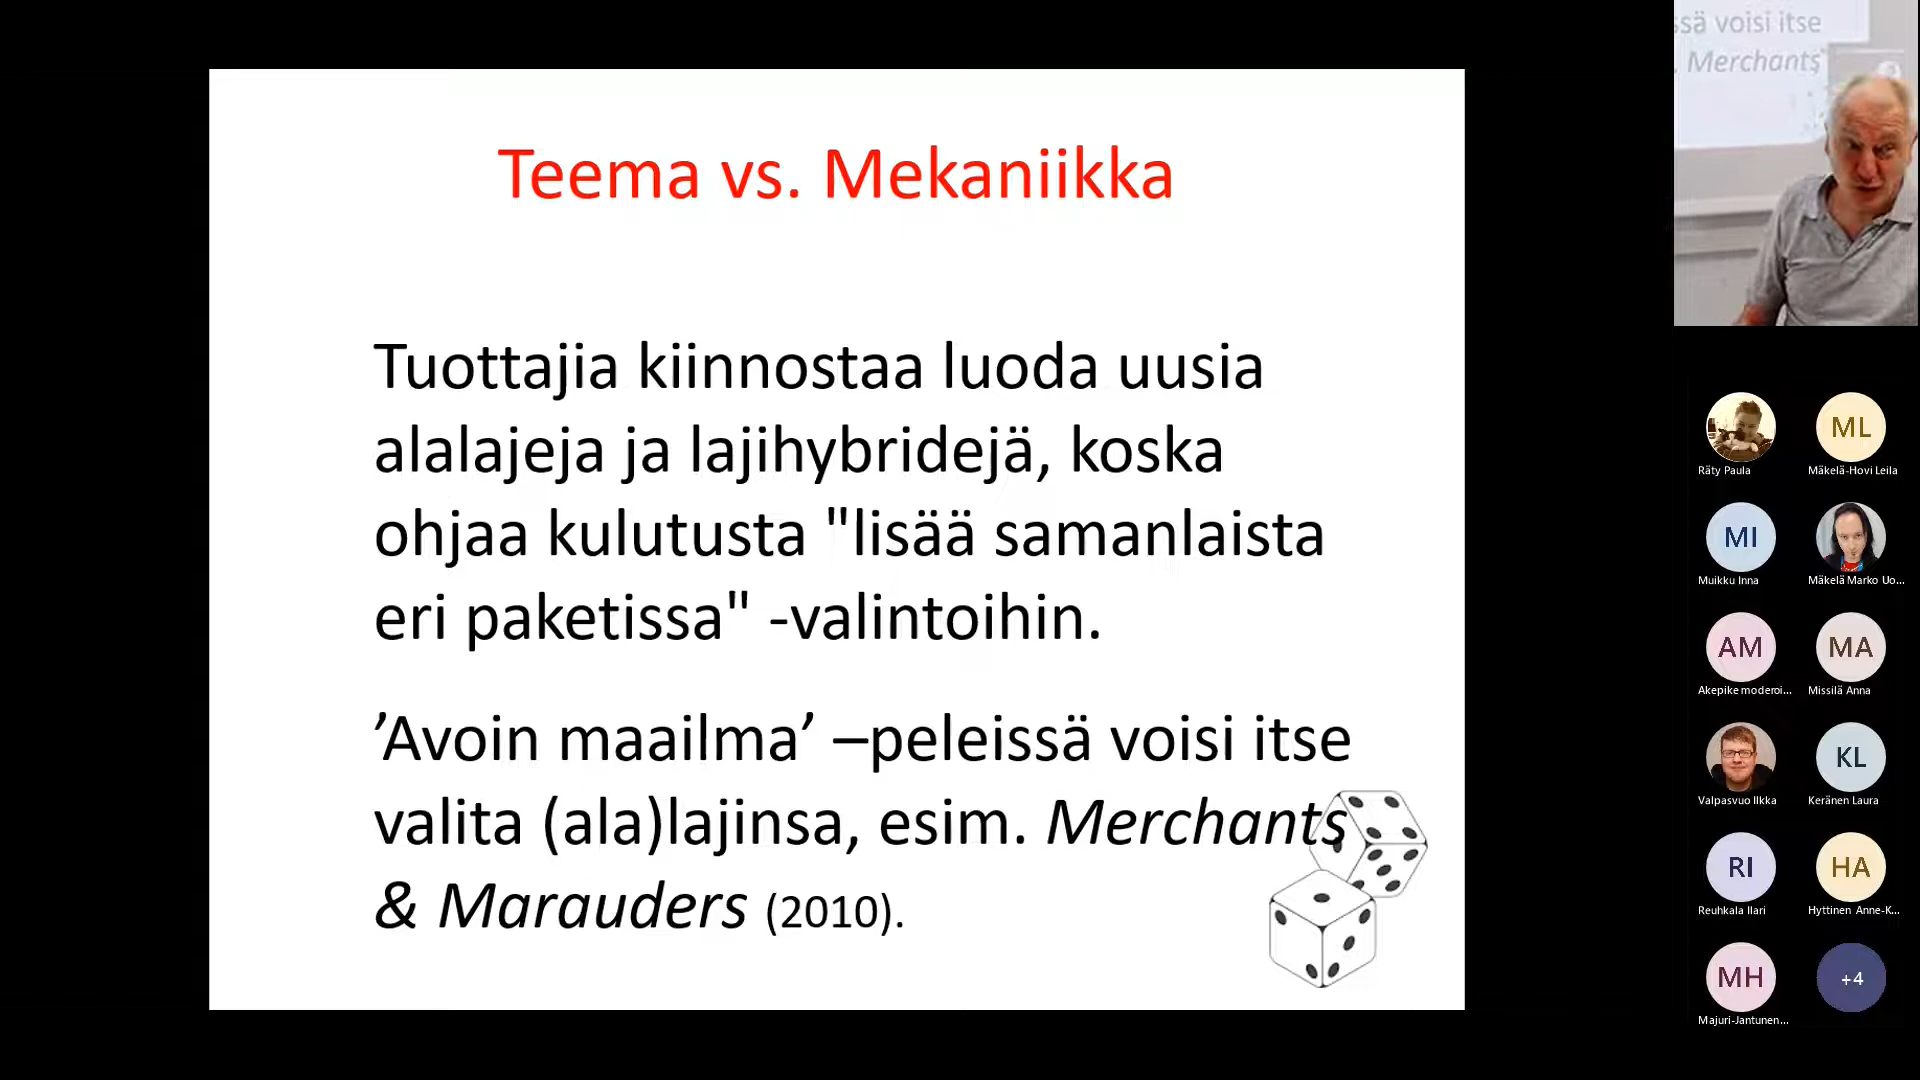 Teema vs. Mekaniikka
Tuottajia kiinnostaa luoda uusia
alalajeja ja lajihybridejä, koska
ohjaa kulutusta "lisää samanlaista
eri paketissa" -valintoihin.
’Avoin maailma’ –peleissä voisi itse
valita (ala)lajinsa, esim. Merchants
& Marauders (2010).
ssä voisi itse
. Merchants
Räty Paula
ML
Mäkelä-Hovi Leila
MI
Muikku Inna
Mäkelä Marko Uo...
AM
Akepike moderoi...
MA
Missilä Anna
Valpasvuo Ilkka
KL
Keränen Laura
RI
Reuhkala Ilari
HA
Hyttinen Anne-K...
MH
Majuri-Jantunen...
+4